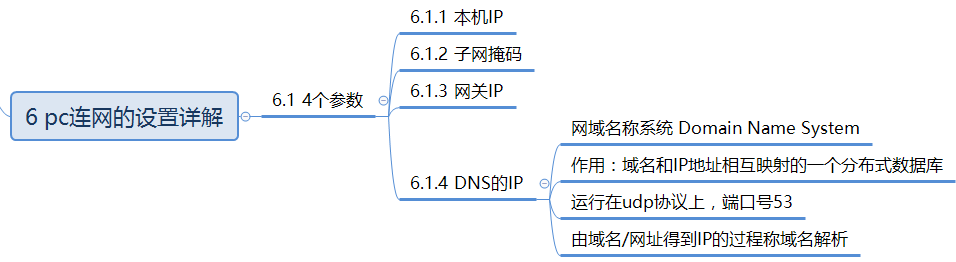 6 pc连网的设置详解
6.1 4个参数
6.1.1 本机IP
6.1.2 子网掩码
6.1.3 网关IP
6.1.4 DNS的IP
网域名称系统 Domain Name System
作用：域名和IP地址相互映射的一个分布式数据库
运行在udp协议上，端口号53
由域名/网址得到IP的过程称域名解析